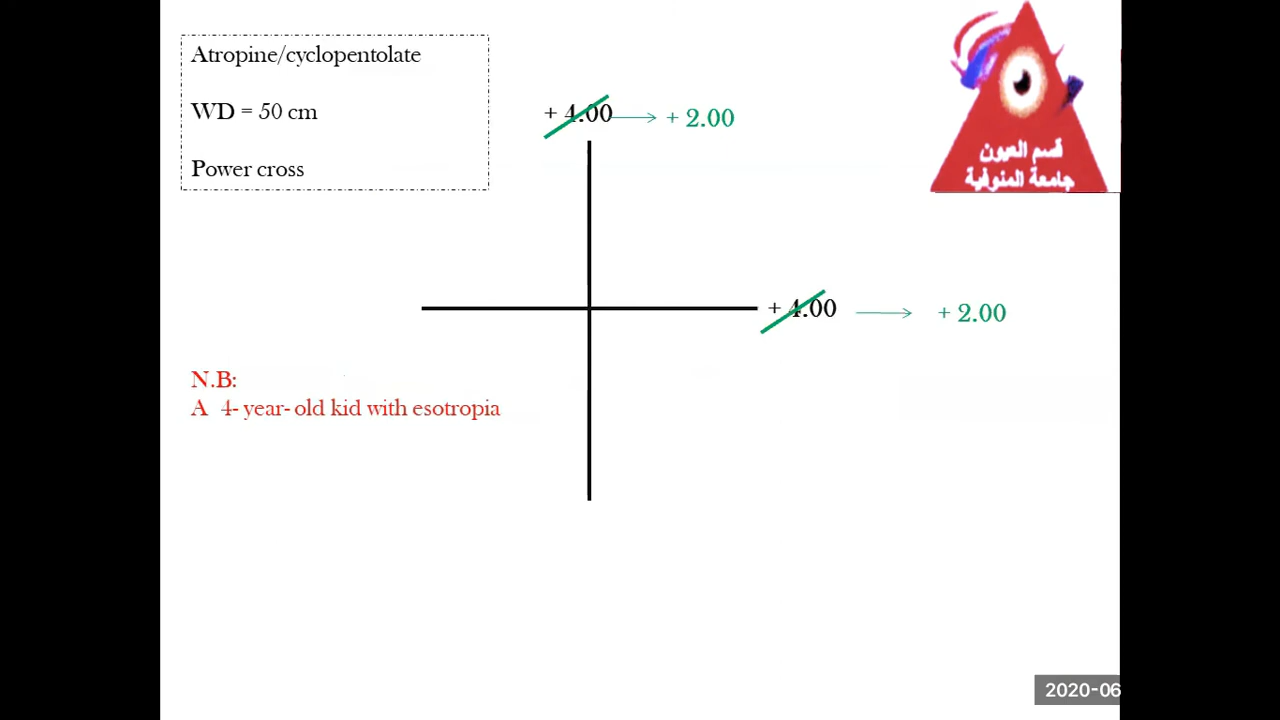 Atropine/cyclopentolate
WD = 50 cm
Power cross
+ 4.00
+ 2.00
قسم العيون
جامعة المنوفية
+ 4.00
+ 2.00
N.B:
A 4- year- old kid with esotropia
2020-06